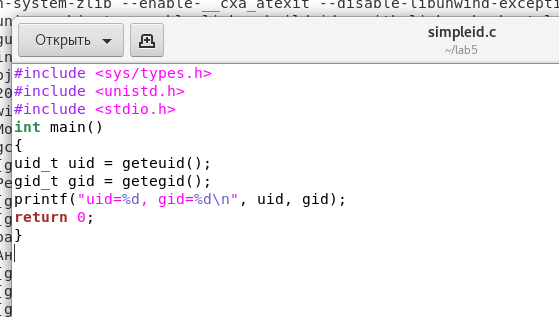 n-system-zlib --enable-__cxa_atexit --disable-libunwind-excepti
Открыть
simpleid.c
~/lab5
#include <sys/types.h>
#include <unistd.h>
#include <stdio.h>
int main()
{
uid_t uid = geteuid();
gid_t gid = getegid();
printf("uid=%d, gid=%d\n", uid, gid);
return 0;
}